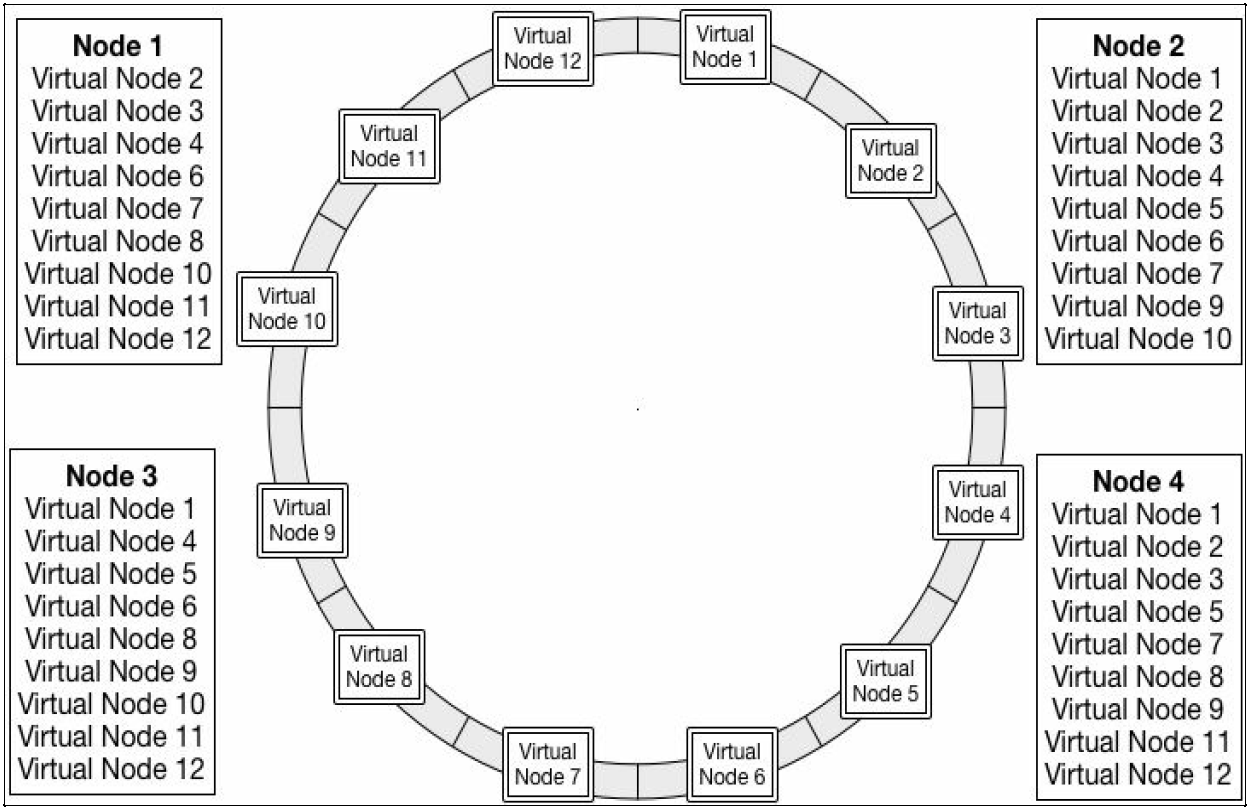 Node 1
Virtual Node 2
Virtual Node 3
Virtual Node 4
Virtual Node 6
Virtual Node 7
Virtual Node 8
Virtual Node 10
Virtual Node 11
Virtual Node 12
Virtual
Node 12
Virtual
Node 1
Virtual
Node 11
Virtual
Node 2
Virtual
Node 10
Virtual
Node 3
Virtual
Node 9
Virtual
Node 4
Virtual
Node 8
Virtual
Node 5
Virtual
Node 7
Virtual
Node 6
Node 2
Virtual Node 1
Virtual Node 2
Virtual Node 3
Virtual Node 4
Virtual Node 5
Virtual Node 6
Virtual Node 7
Virtual Node 9
Virtual Node 10
Node 3
Virtual Node 1
Virtual Node 4
Virtual Node 5
Virtual Node 6
Virtual Node 8
Virtual Node 9
Virtual Node 10
Virtual Node 11
Virtual Node 12
Node 4
Virtual Node 1
Virtual Node 2
Virtual Node 3
Virtual Node 5
Virtual Node 7
Virtual Node 8
Virtual Node 9
Virtual Node 11
Virtual Node 12